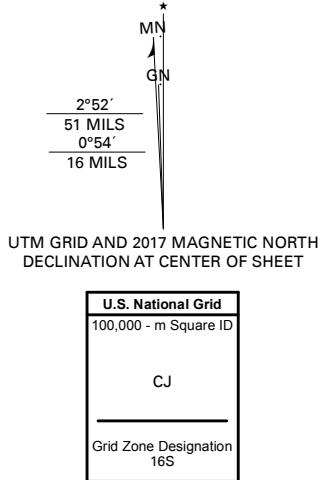 ★
MN
GN
2°52´
51 MILS
0°54´
16 MILS
UTM GRID AND 2017 MAGNETIC NORTH
DECLINATION AT CENTER OF SHEET
U.S. National Grid
100,000 - m Square ID
CJ
Grid Zone Designation
16S